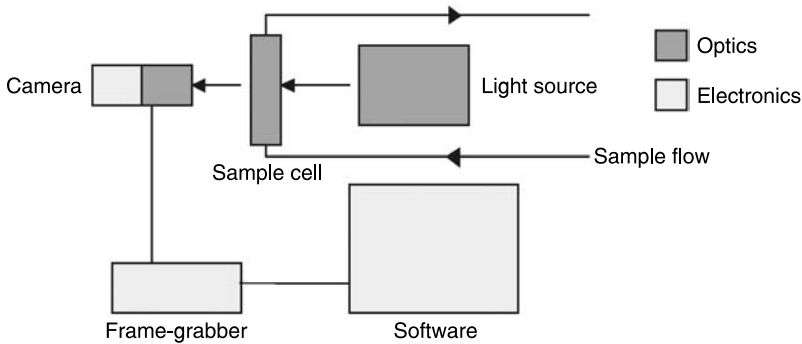 Camera
Light source
Optics
Electronics
Sample flow
Sample cell
Frame-grabber
Software